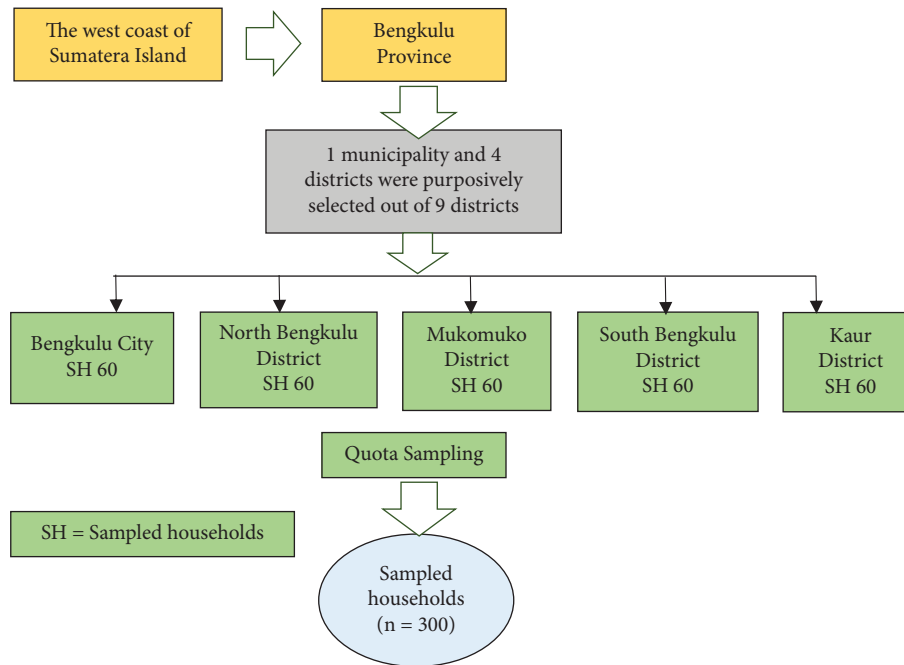 The west coast of
Sumatera Island
Bengkulu
Province
1 municipality and 4
districts were purposively
selected out of 9 districts
Bengkulu City
SH 60
North Bengkulu
District
SH 60
Mukomuko
District
SH 60
South Bengkulu
District
SH 60
Kaur
District
SH 60
Quota Sampling
SH = Sampled households
Sampled
households
(n = 300)